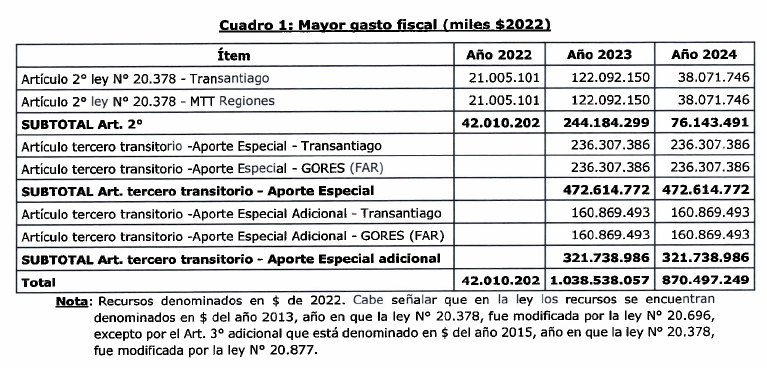 Cuadro 1: Mayor gasto fiscal (miles $2022)
Ítem Año 2022 Año 2023 Año 2024
Artículo 2º ley Nº 20.378 - Transantiago 21.005.101 122.092.150 38.071.746
Artículo 2º ley Nº 20.378 - MTT Regiones 21.005.101 122.092.150 38.071.746
SUBTOTAL Art. 2º 42.010.202 244.184.299 76.143.491
Artículo tercero transitorio -Aporte Especial - Transantiago 236.307.386 236.307.386
Artículo tercero transitorio -Aporte Especial - GORES (FAR) 236.307.386 236.307.386
SUBTOTAL Art. tercero transitorio - Aporte Especial 472.614.772 472.614.772
Artículo tercero transitorio -Aporte Especial Adicional - Transantiago 160.869.493 160.869.493
Artículo tercero transitorio -Aporte Especial Adicional - GORES (FAR) 160.869.493 160.869.493
SUBTOTAL Art. tercero transitorio - Aporte Especial adicional 321.738.986 321.738.986
Total 42.010.202 1.038.538.057 870.497.249
Nota: Recursos denominados en $ de 2022. Cabe señalar que en la ley los recursos se encuentran
denominados en $ del año 2013, año en que la ley Nº 20.378, fue modificada por la ley Nº 20.696,
excepto por el Art. 3º adicional que está denominado en $ del año 2015, año en que la ley Nº 20.378,
fue modificada por la ley Nº 20.877.